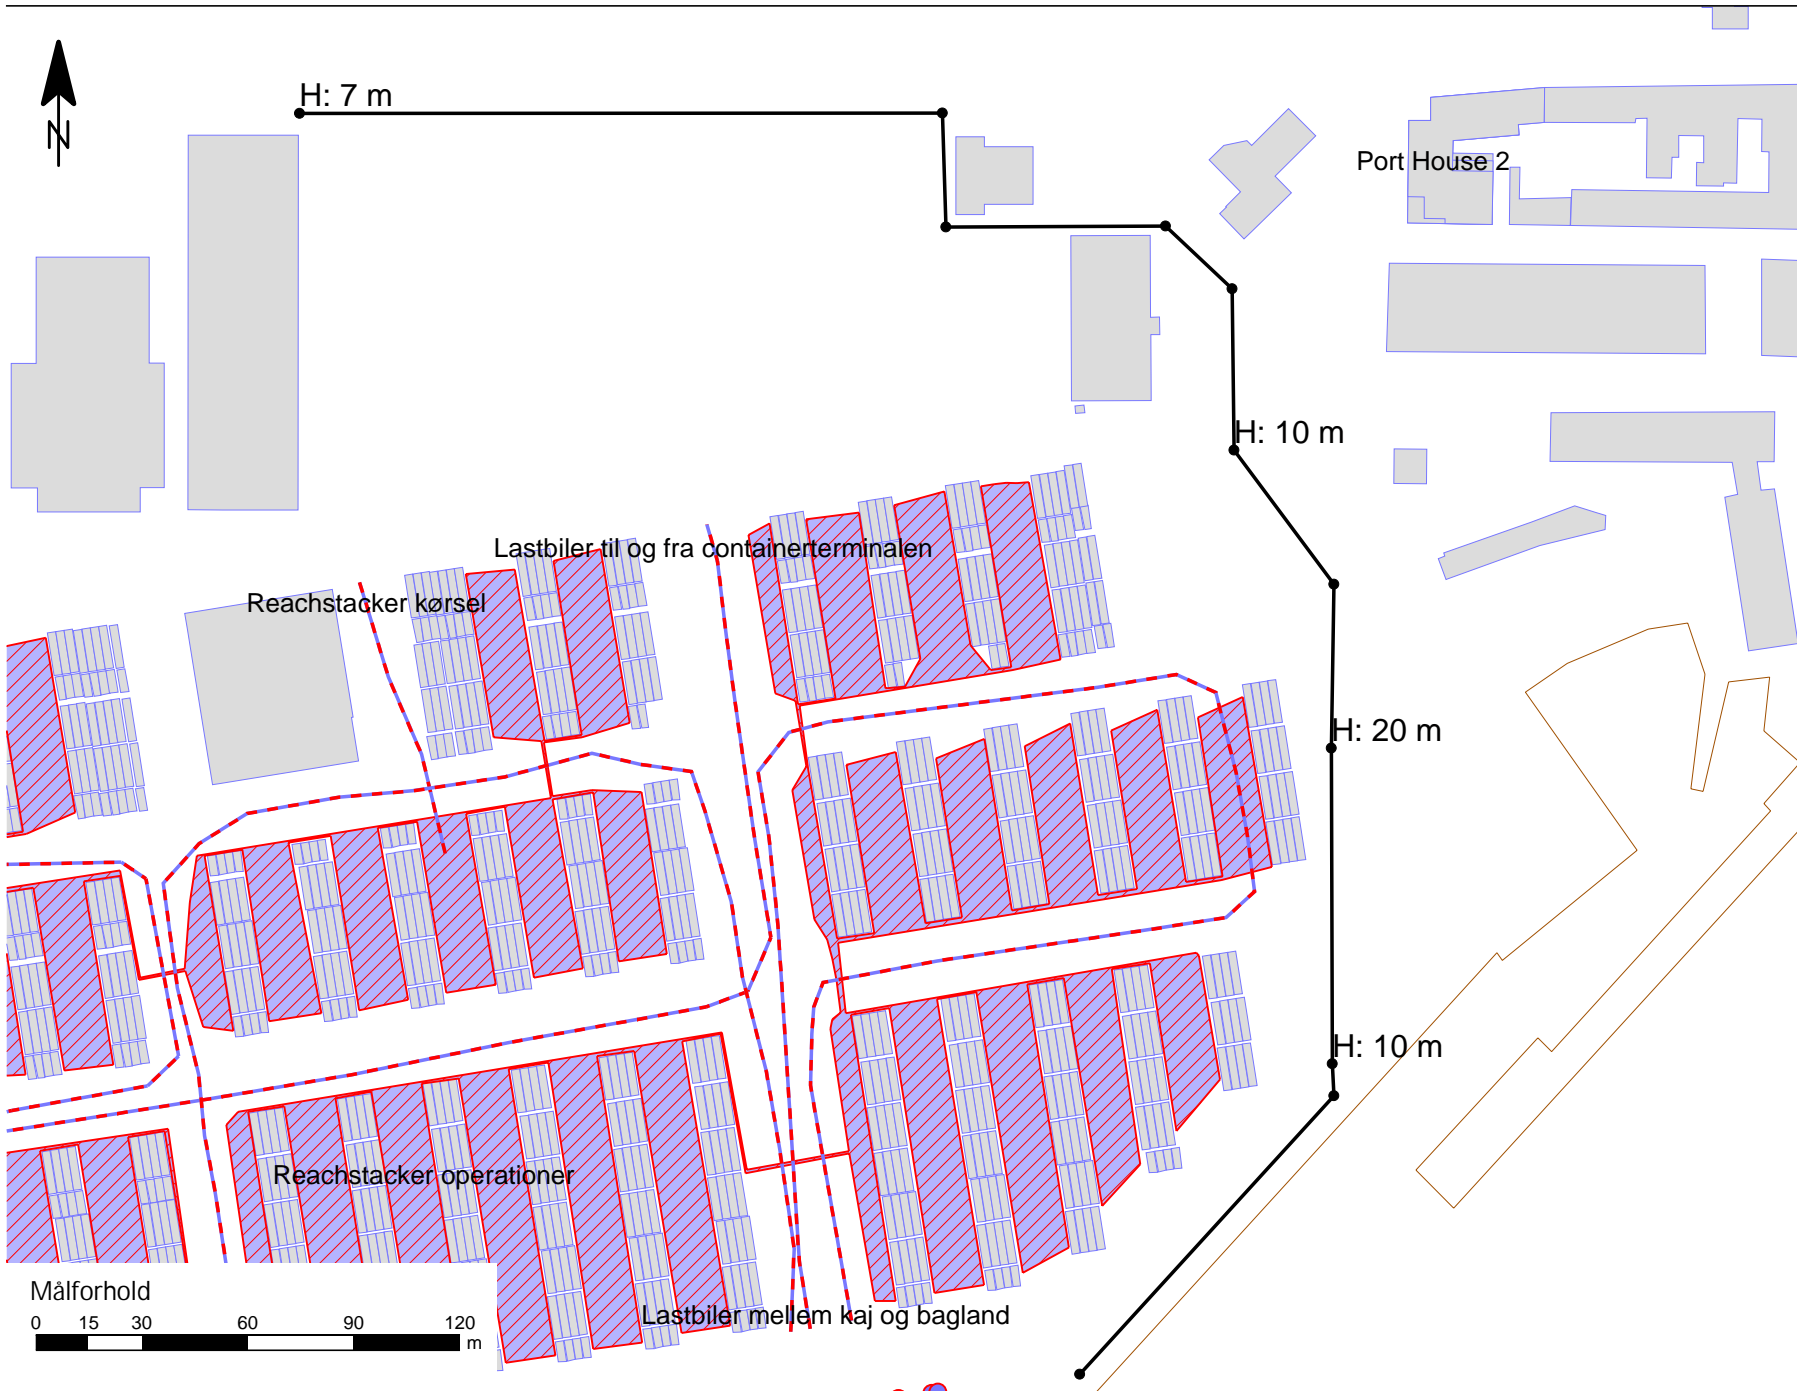 H: 7 m
N
Port House 2
H: 10 m
Lastbiler til og fra containerterminalen
Reachstacker kørsel
H: 20 m
H: 10 m
Reachstacker operationer
Lastbiler mellem kaj og bagland
Målforhold
0 15 30 60 90 120
m